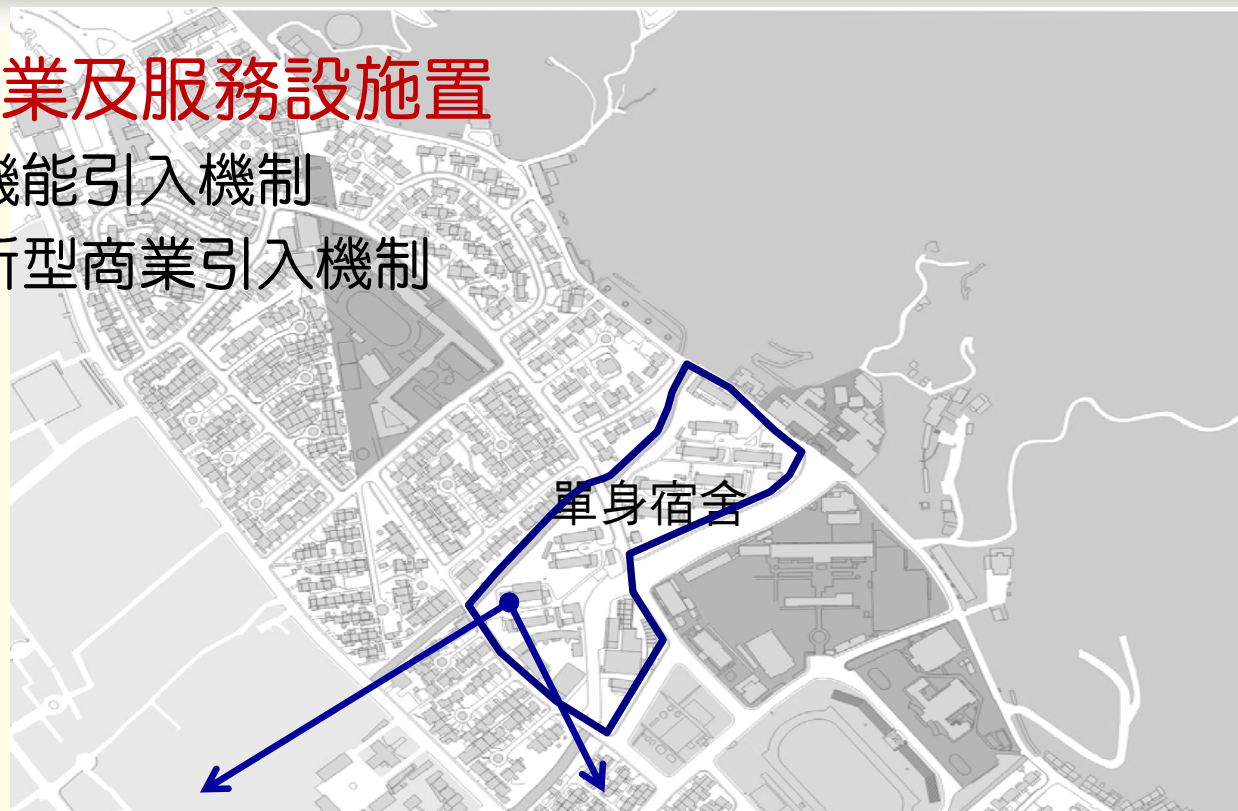 業及服務設施置
機能引入機制
新型商業引入機制
單身宿舍